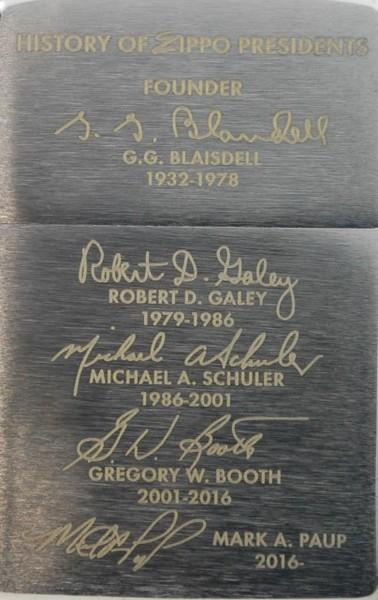 HISTORY OF ZIPPO PRESIDENTS
FOUNDER
G. G. Blaisdell
G.G. BLAISDELL
1932-1978
Robert D. Galey
ROBERT D. GALEY
1979-1986
Michael A Schuler
MICHAEL A. SCHULER
1986-2001
G. W. Booth
GREGORY W. BOOTH
2001-2016
MARK A. PAUP
2016-